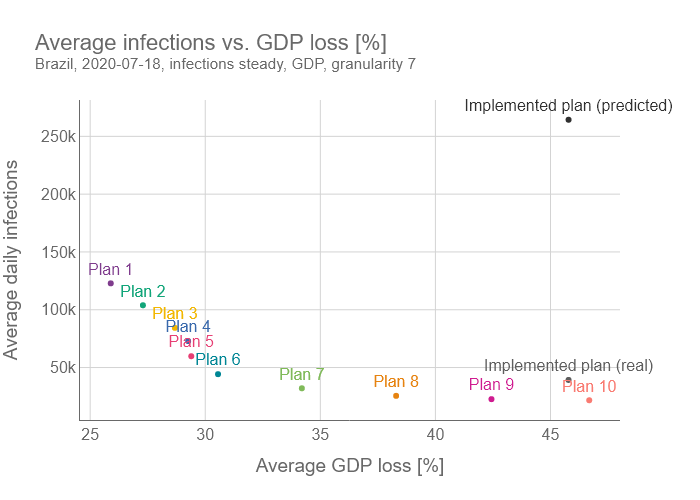 Average infections vs. GDP loss [%]
Brazil, 2020-07-18, infections steady, GDP, granularity 7
Implemented plan (predicted)
250k
200k
150k
100k
50k
Average daily infections
Plan 1
Plan 2
Plan 3
Plan 4
Plan 5
Plan 6
Plan 7
Plan 8
Plan 9
Implemented plan (real)
Plan 10
25
30
35
40
45
Average GDP loss [%]